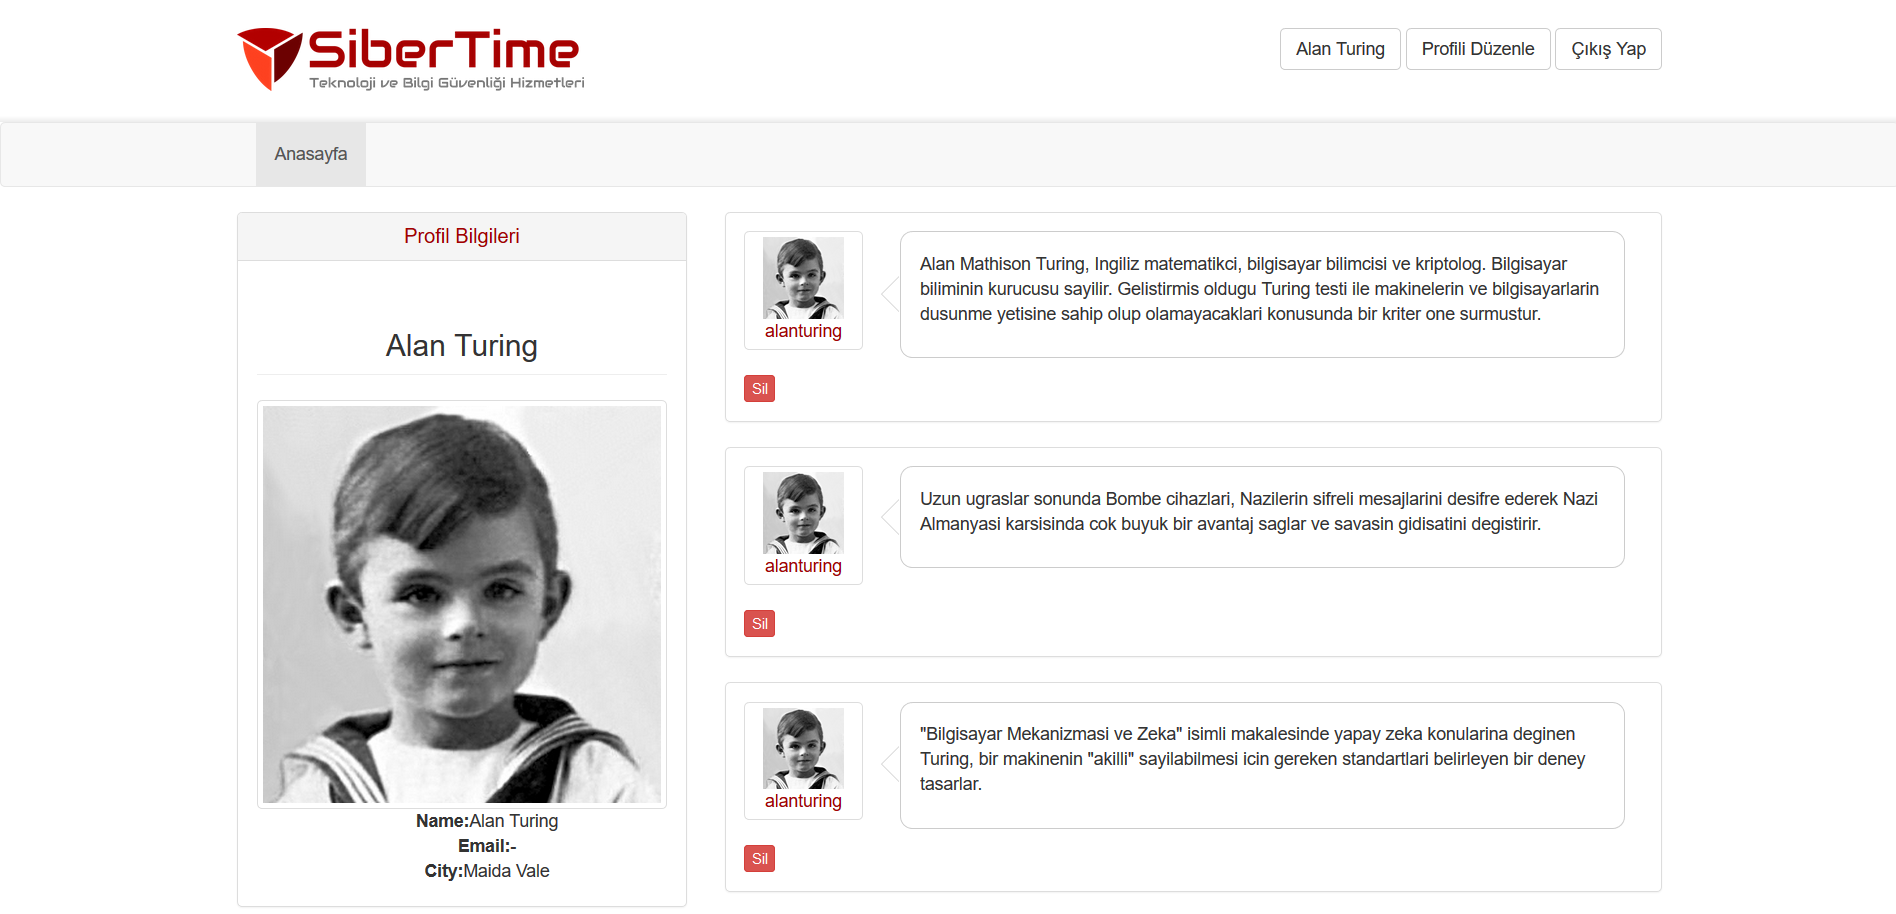 SiberTime
Teknoloji ve Bilgi Güvenliği Hizmetleri
Alan Turing
Profili Düzenle
Çıkış Yap
Anasayfa
Profil Bilgileri
Alan Turing
Name:Alan Turing
Email:-
City:Maida Vale
alanturing
Alan Mathison Turing, Ingiliz matematikci, bilgisayar bilimcisi ve kriptolog. Bilgisayar
biliminin kurucusu sayilir. Gelistirmis oldugu Turing testi ile makinelerin ve bilgisayarlarin
dusunme yetisine sahip olup olamayacaklari konusunda bir kriter one surmustur.
Sil
alanturing
Uzun ugraslar sonunda Bombe cihazlari, Nazilerin sifreli mesajlarini desifre ederek Nazi
Almanyasi karsisinda cok buyuk bir avantaj saglar ve savasin gidisatini degistirir.
Sil
alanturing
"Bilgisayar Mekanizmasi ve Zeka" isimli makalesinde yapay zeka konularina deginen
Turing, bir makinenin "akilli" sayilabilmesi icin gereken standartlari belirleyen bir deney
tasarlar.
Sil